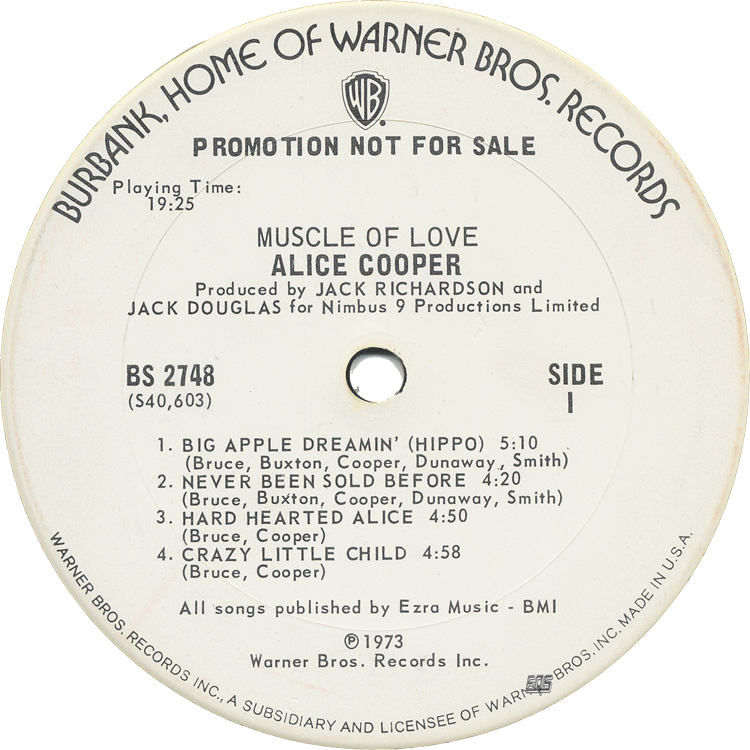 BURBANK, HOME OF WARNER BROS. RECORDS
WB
PROMOTION NOT FOR SALE
Playing Time:
19:25
MUSCLE OF LOVE
ALICE COOPER
Produced by JACK RICHARDSON and
JACK DOUGLAS for Nimbus 9 Productions Limited
BS 2748
(S40,603)
SIDE
1
1. BIG APPLE DREAMIN' (HIPPO) 5:10
(Bruce, Buxton, Cooper, Dunaway, Smith)
2. NEVER BEEN SOLD BEFORE 4:20
(Bruce, Buxton, Cooper, Dunaway, Smith)
3. HARD HEARTED ALICE 4:50
(Bruce, Cooper)
4. CRAZY LITTLE CHILD 4:58
(Bruce, Cooper)
All songs published by Ezra Music - BMI
℗1973
Warner Bros. Records Inc.
WARNER BROS. RECORDS INC., A SUBSIDIARY AND LICENSEE OF WARNER BROS. INC. MADE IN U.S.A.